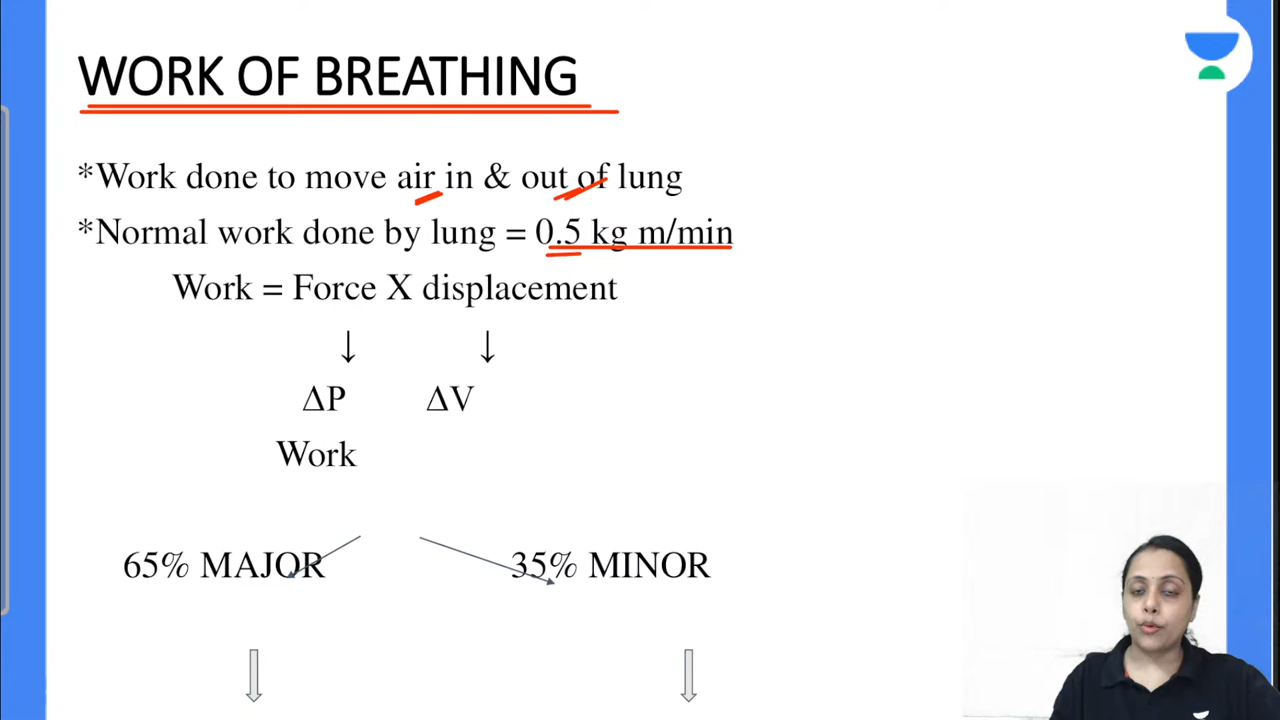 WORK OF BREATHING
*Work done to move air in & out of lung
*Normal work done by lung = 0.5 kg m/min
Work = Force X displacement
↓ ↓
ΔP ΔV
Work
65% MAJOR 35% MINOR